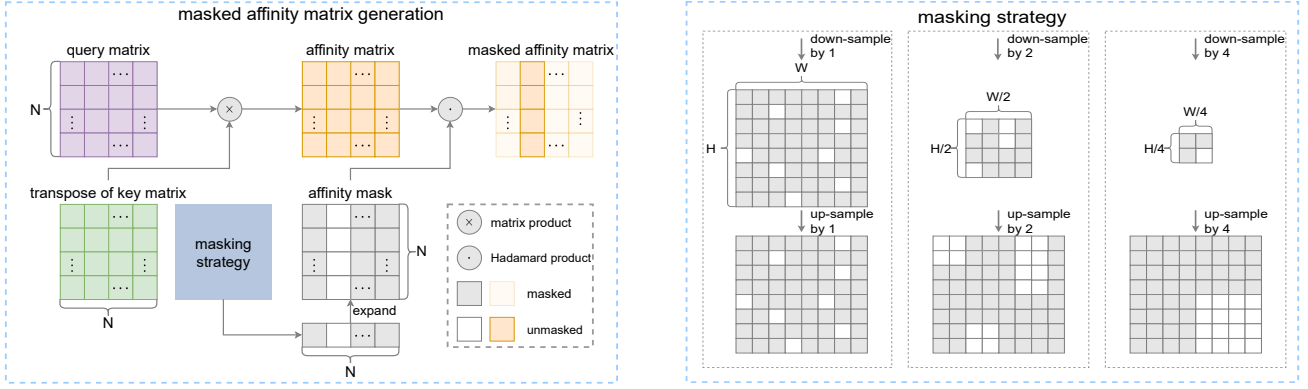 masked affinity matrix generation
query matrix
affinity matrix
masked affinity matrix
N
...
...
...
⋮
⋮
⋮
⋮
⋮
⋮
×
·
...
...
...
transpose of key matrix
affinity mask
...
...
⋮
⋮
⋮
⋮
masking
strategy
N
×
matrix product
·
Hadamard product
...
...
N
expand
masked
...
unmasked
N
masking strategy
down-sample
by 1
down-sample
by 2
down-sample
by 4
W
W/2
W/4
H
H/2
H/4
up-sample
by 1
up-sample
by 2
up-sample
by 4